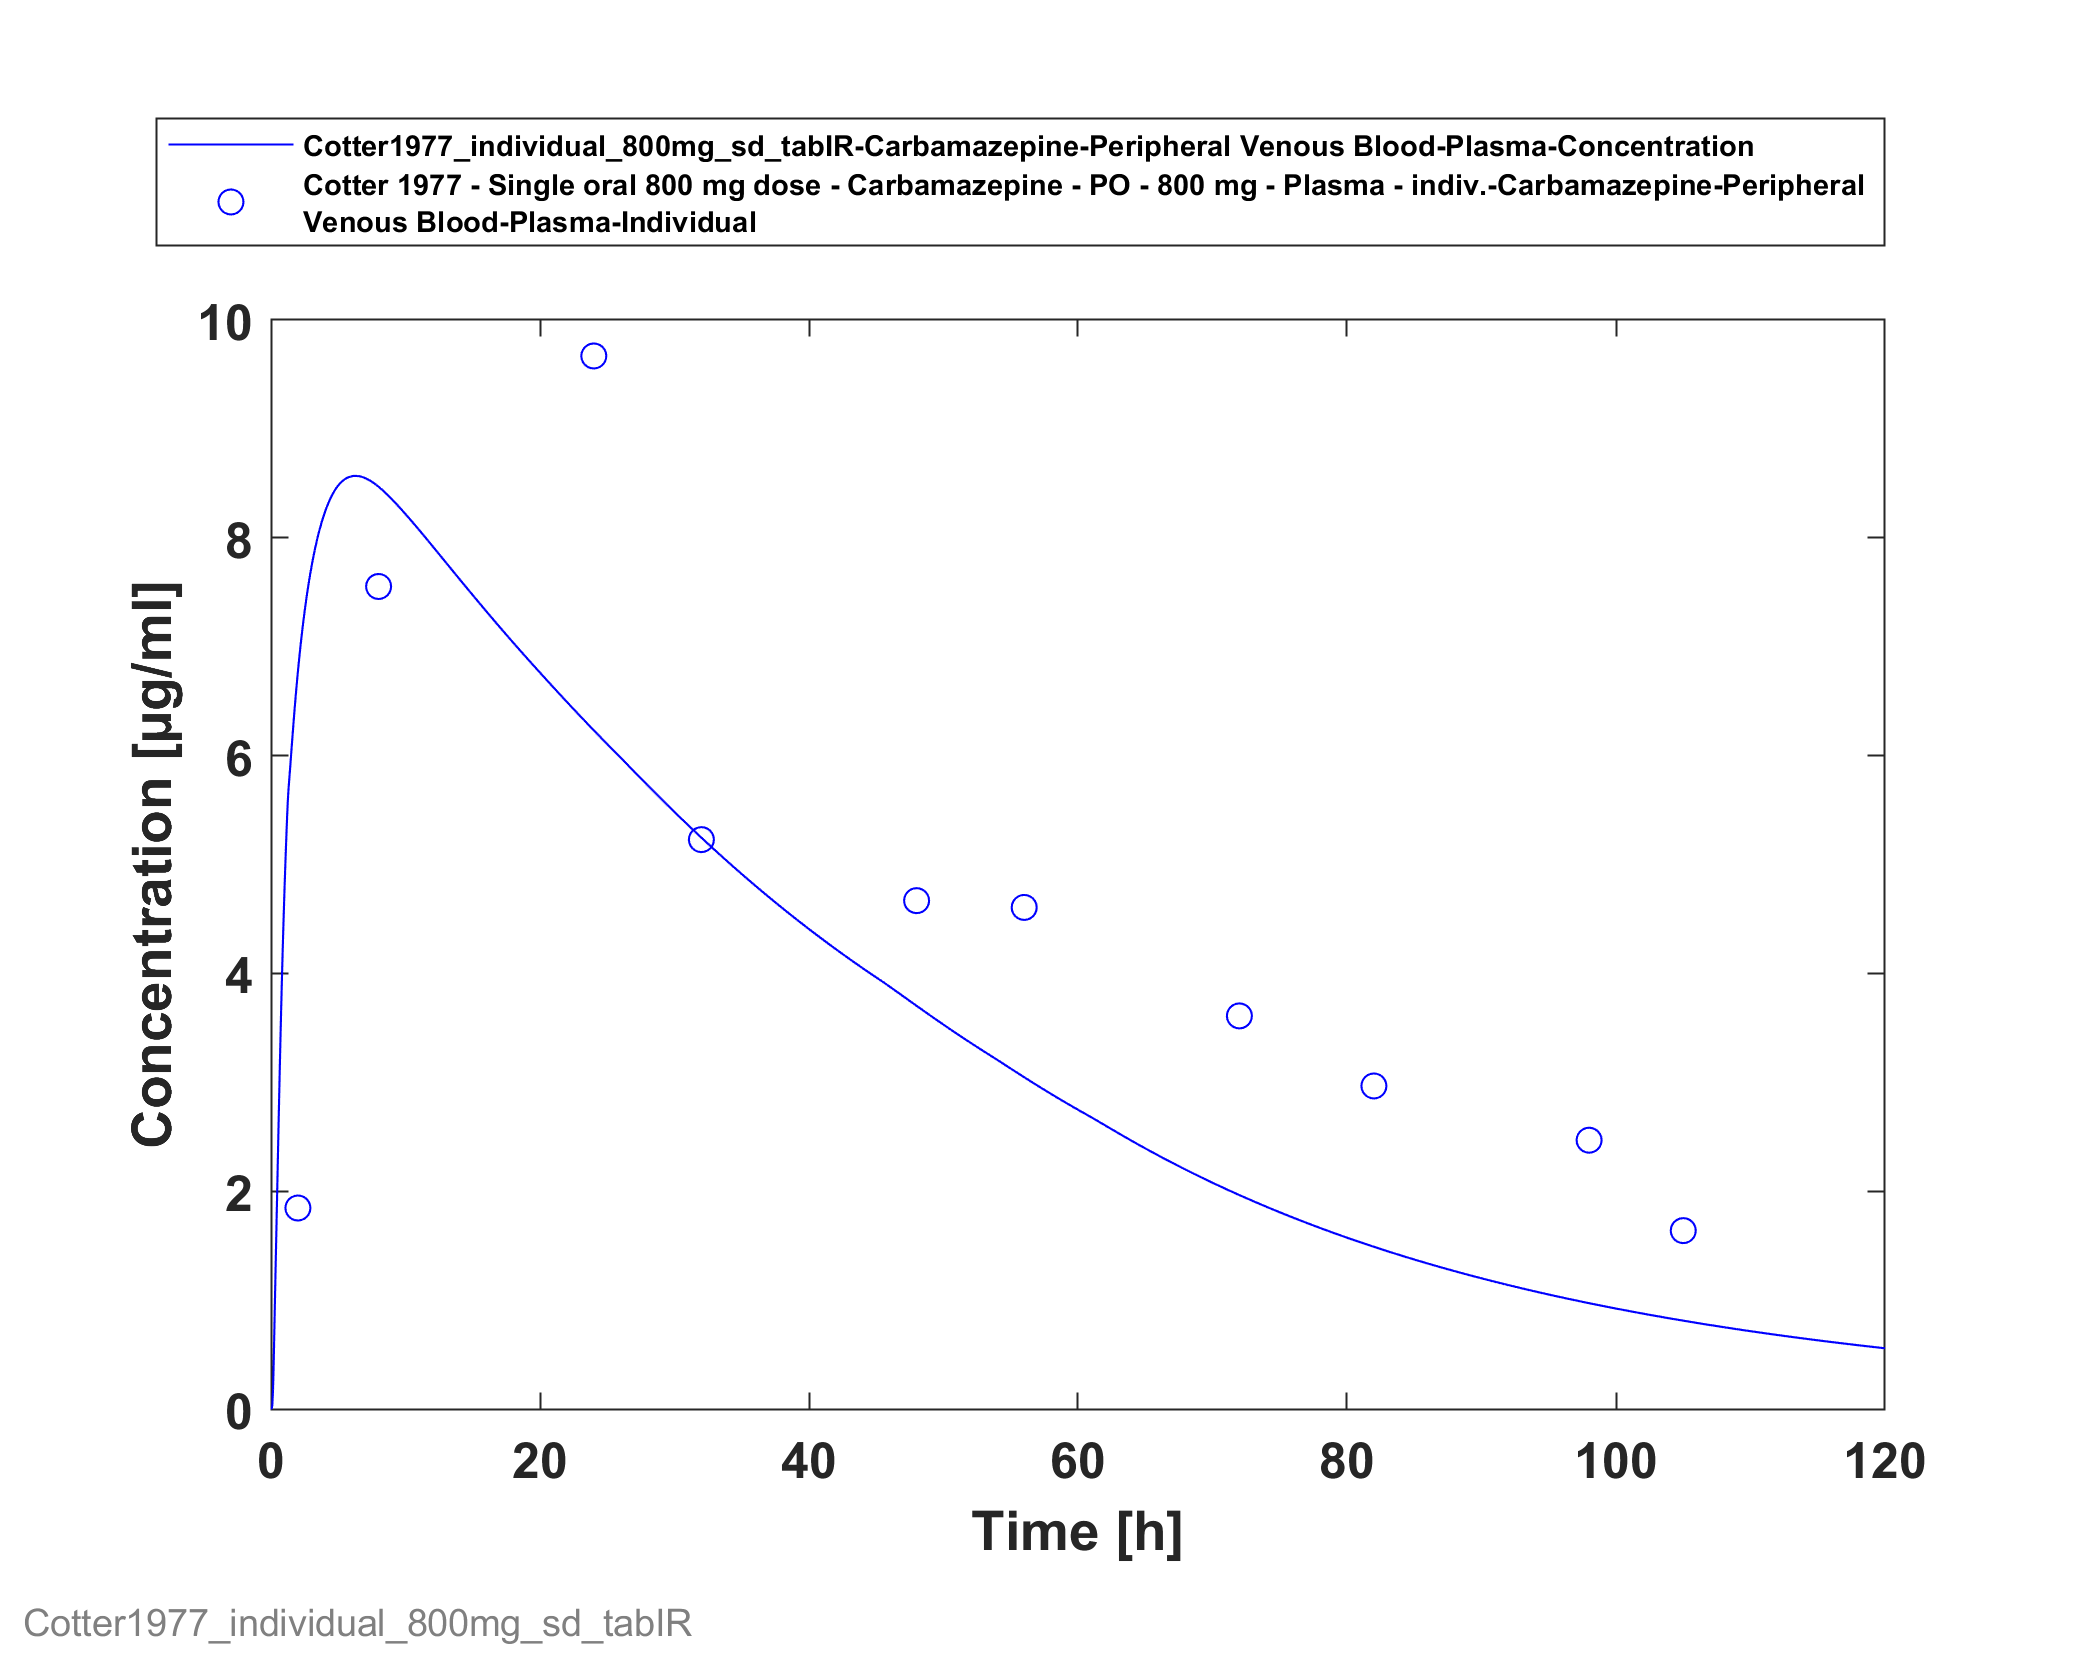 Cotter1977_individual_800mg_sd_tabIR-Carbamazepine-Peripheral Venous Blood-Plasma-Concentration
Cotter 1977 - Single oral 800 mg dose - Carbamazepine - PO - 800 mg - Plasma - indiv.-Carbamazepine-Peripheral
Venous Blood-Plasma-Individual
10
8
6
4
2
0
Concentration [µg/ml]
0 20 40 60 80 100 120
Time [h]
Cotter1977_individual_800mg_sd_tabIR